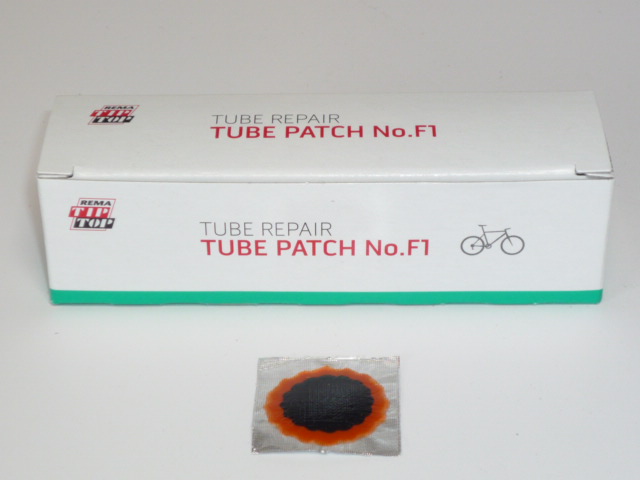 REMA
TIP
TOP
TUBE REPAIR
TUBE PATCH No.F1
REMA
TIP
TOP
TUBE REPAIR
TUBE PATCH No.F1